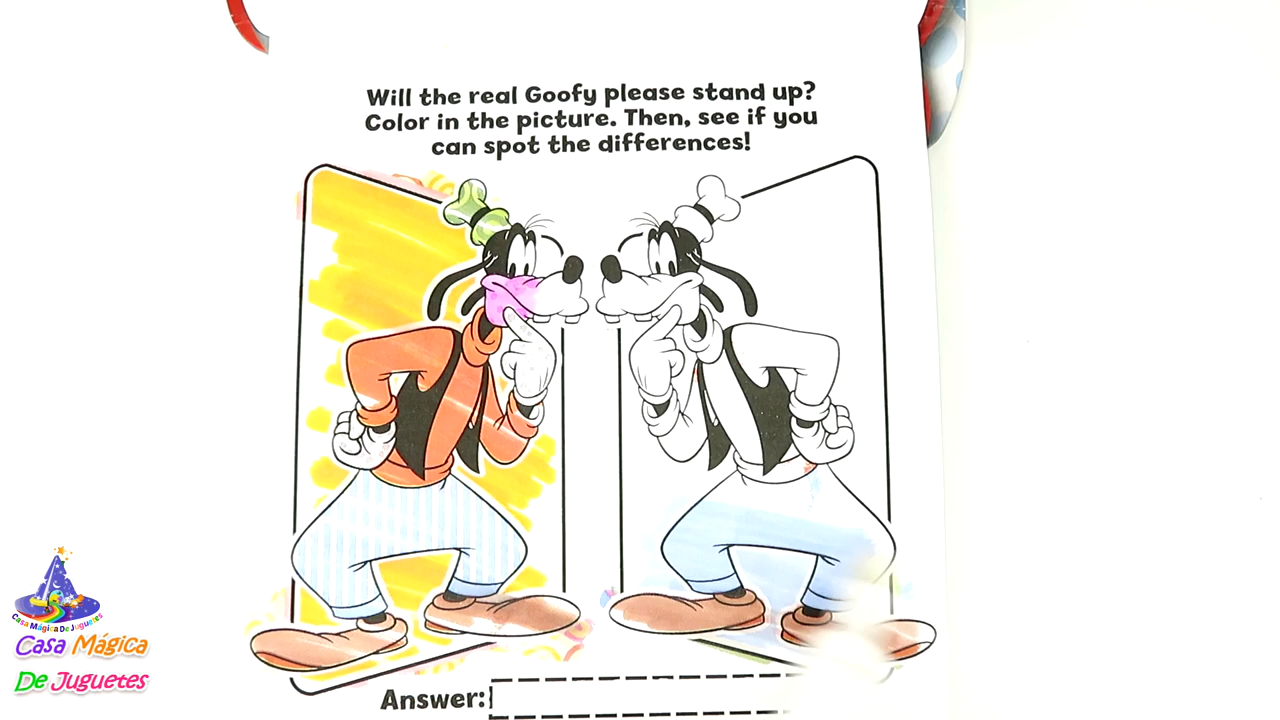 Will the real Goofy please stand up?
Color in the picture. Then, see if you
can spot the differences!
Answer:
Casa Mágica De Juguetes
Casa Mágica
De Juguetes